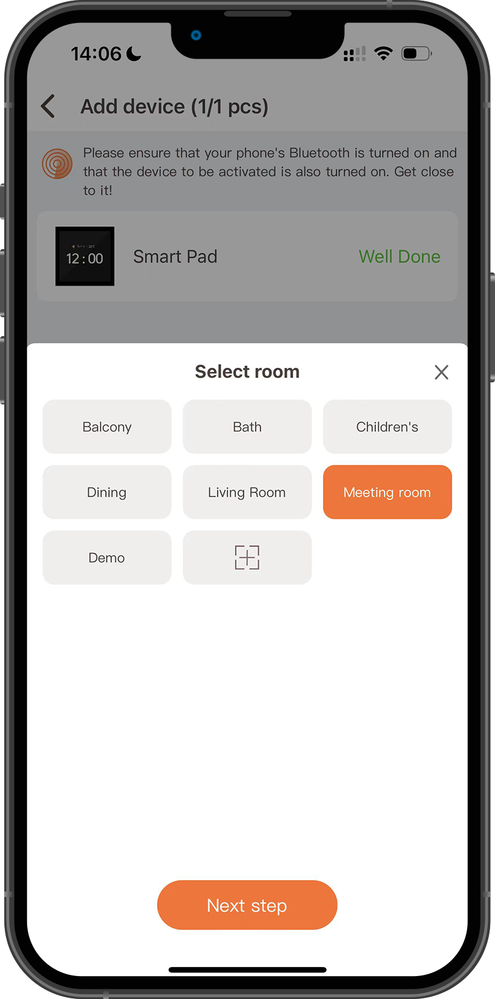 14:06
Add device (1/1 pcs)
Please ensure that your phone's Bluetooth is turned on and
that the device to be activated is also turned on. Get close
to it!
12:00
Smart Pad
Well Done
Select room
Balcony
Bath
Children's
Dining
Living Room
Meeting room
Demo
Next step